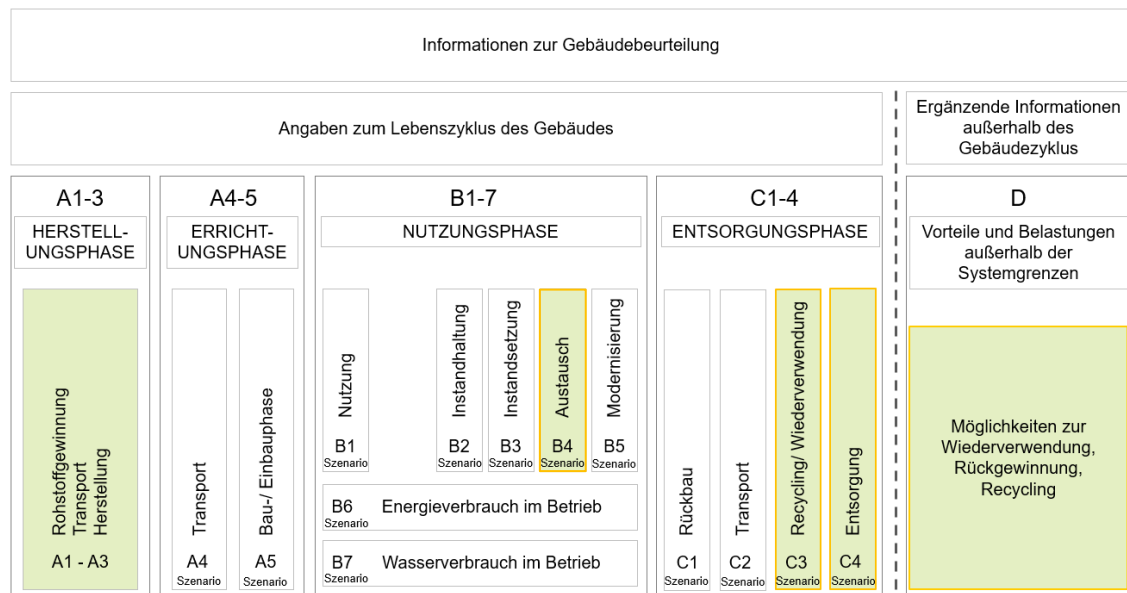 Informationen zur Gebäudebeurteilung
Angaben zum Lebenszyklus des Gebäudes
Ergänzende Informationen
außerhalb des
Gebäudezyklus
A1-3
HERSTELL-
UNGSPHASE
Rohstoffgewinnung
Transport
Herstellung
A1 - A3
A4-5
ERRICHT-
UNGSPHASE
Transport
A4
Szenario
Bau-/ Einbauphase
A5
Szenario
B1-7
NUTZUNGSPHASE
Nutzung
B1
Szenario
Instandhaltung
B2
Szenario
Instandsetzung
B3
Szenario
Austausch
B4
Szenario
Modernisierung
B5
Szenario
B6
Szenario
Energieverbrauch im Betrieb
B7
Szenario
Wasserverbrauch im Betrieb
C1-4
ENTSORGUNGSPHASE
Rückbau
C1
Szenario
Transport
C2
Szenario
Recycling/ Wiederverwendung
C3
Szenario
Entsorgung
C4
Szenario
D
Vorteile und Belastungen
außerhalb der
Systemgrenzen
Möglichkeiten zur
Wiederverwendung,
Rückgewinnung,
Recycling